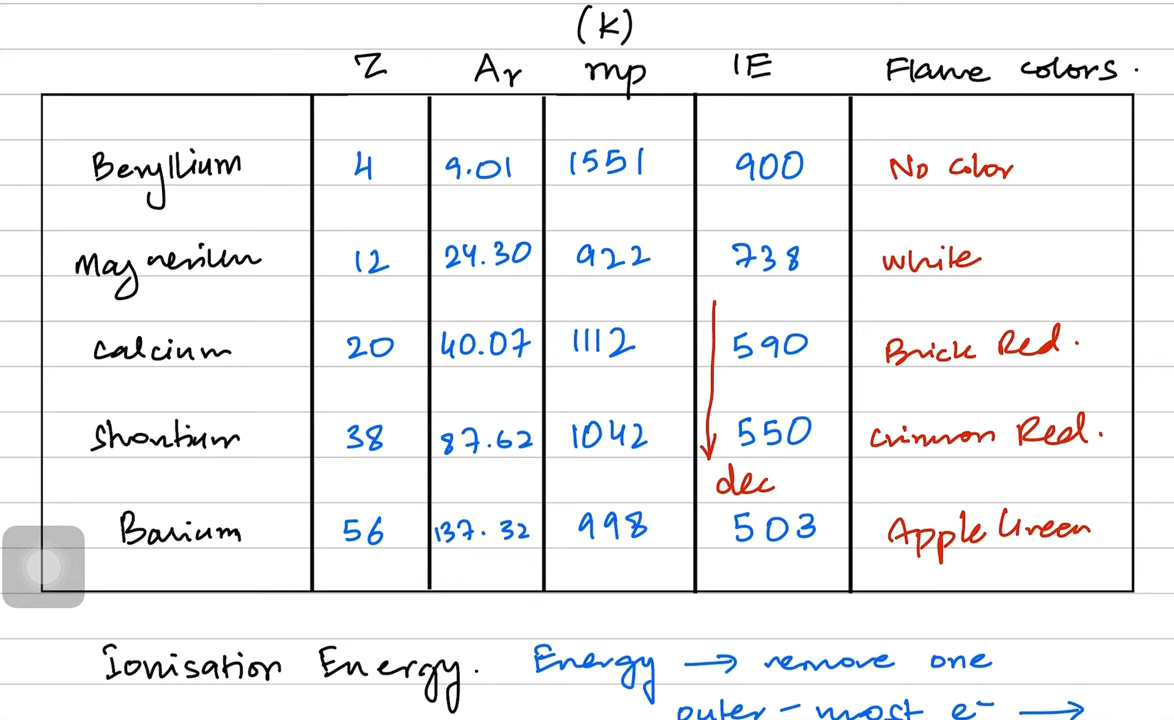 (K)
Z Ar mp IE Flame colors.
Beryllium 4 9.01 1551 900 No color
Magnesium 12 24.30 922 738 white
Calcium 20 40.07 1112 590 Brick Red.
Strontium 38 87.62 1042 550 Crimson Red.
dec
Barium 56 137.32 998 503 Apple Green
Ionisation Energy. Energy → remove one
outer-most e⁻ →